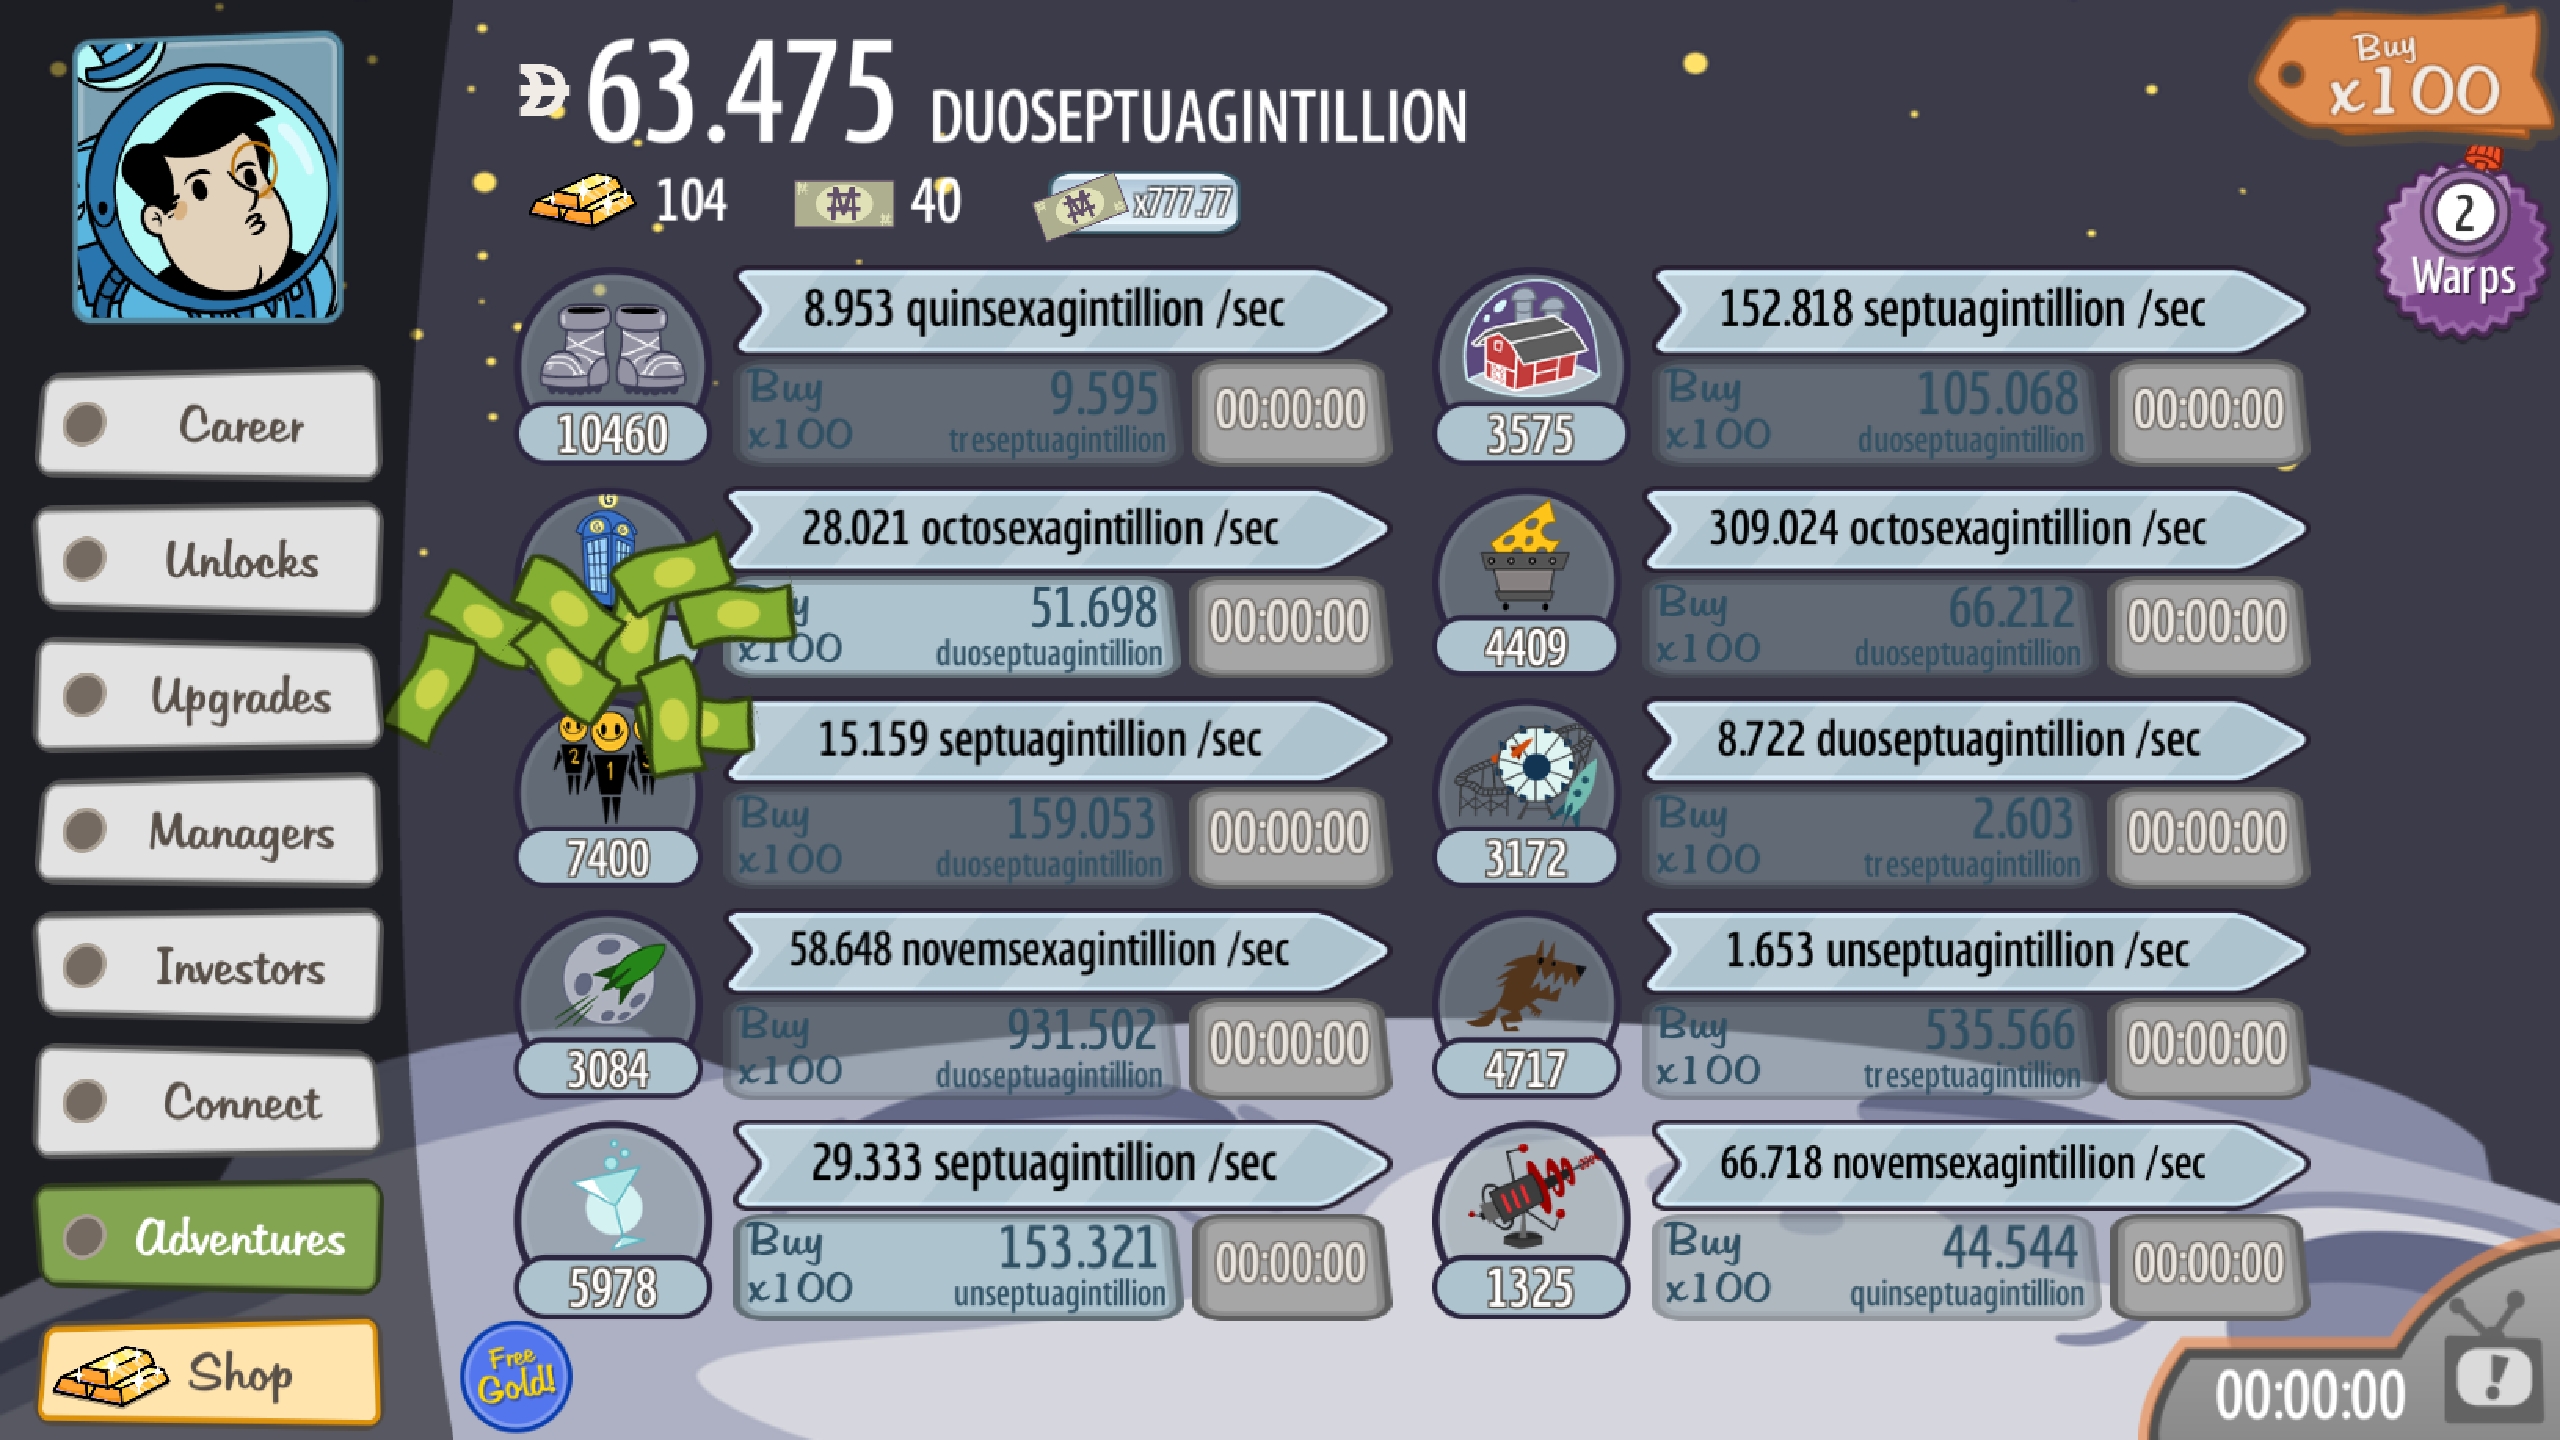 63.475 DUOSEPTUAGINTILLION
Buy
x100
104
40
x777.77
2
Warps
8.953 quinsexagintillion /sec
Buy
x100
9.595
treseptuagintillion
00:00:00
10460
152.818 septuagintillion /sec
Buy
x100
105.068
duoseptuagintillion
00:00:00
3575
Career
Unlocks
Upgrades
Managers
Investors
Connect
Adventures
Shop
28.021 octosexagintillion /sec
x100
51.698
duoseptuagintillion
00:00:00
309.024 octosexagintillion /sec
Buy
x100
66.212
duoseptuagintillion
00:00:00
4409
15.159 septuagintillion /sec
2
1
Buy
x100
159.053
duoseptuagintillion
00:00:00
7400
8.722 duoseptuagintillion /sec
Buy
x100
2.603
treseptuagintillion
00:00:00
3172
58.648 novemsexagintillion /sec
Buy
x100
931.502
duoseptuagintillion
00:00:00
3084
1.653 unseptuagintillion /sec
Buy
x100
535.566
treseptuagintillion
00:00:00
4717
29.333 septuagintillion /sec
Buy
x100
153.321
unseptuagintillion
00:00:00
5978
66.718 novemsexagintillion /sec
Buy
x100
44.544
quinseptuagintillion
00:00:00
1325
Free
Gold!
00:00:00